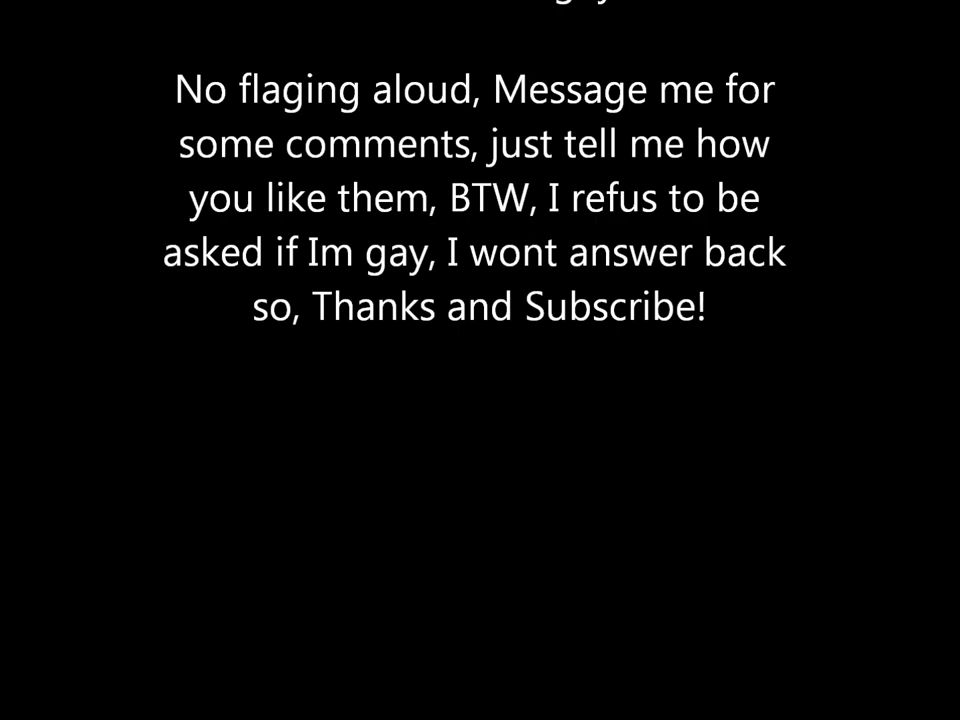 No flaging aloud, Message me for
some comments, just tell me how
you like them, BTW, I refus to be
asked if Im gay, I wont answer back
so, Thanks and Subscribe!